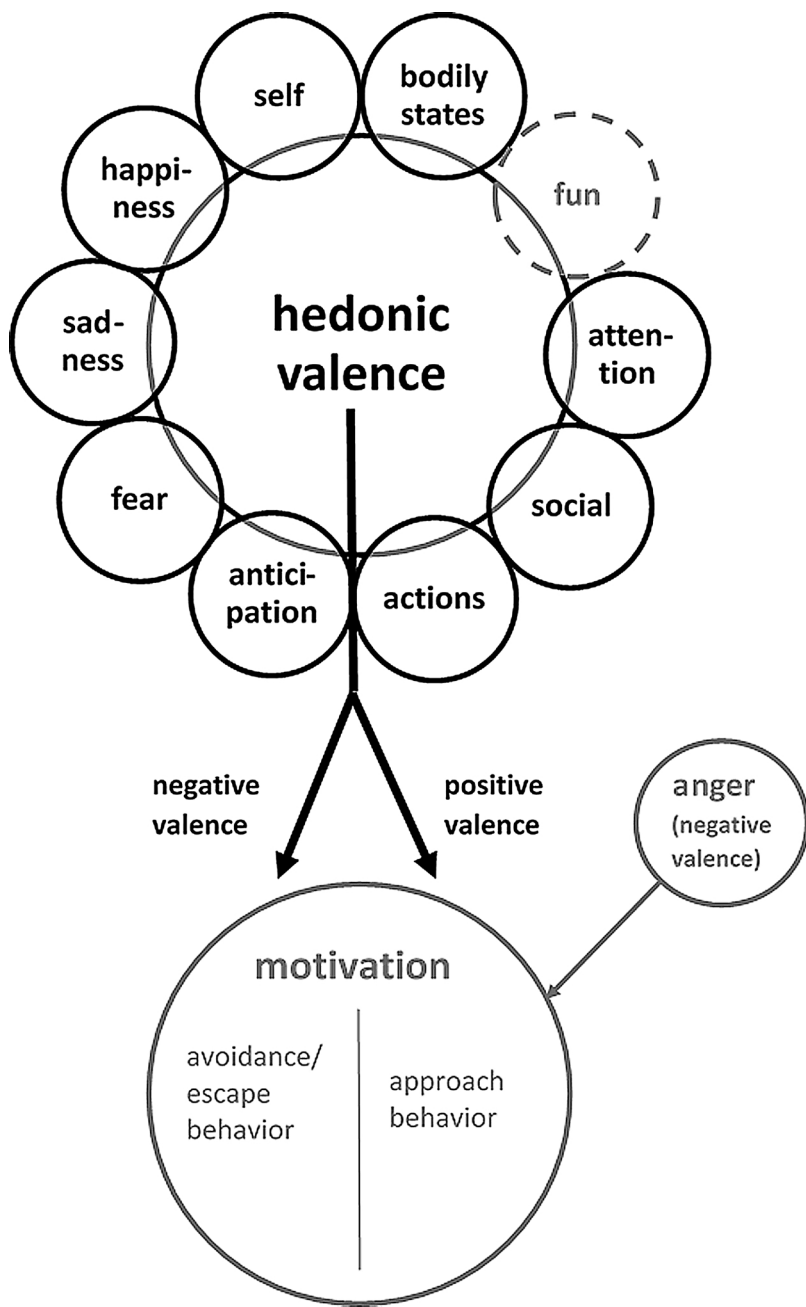 self
bodily
states
happi-
ness
fun
sad-
ness
hedonic
valence
atten-
tion
fear
social
antici-
pation
actions
negative
valence
positive
valence
anger
(negative
valence)
motivation
avoidance/
escape
behavior
approach
behavior